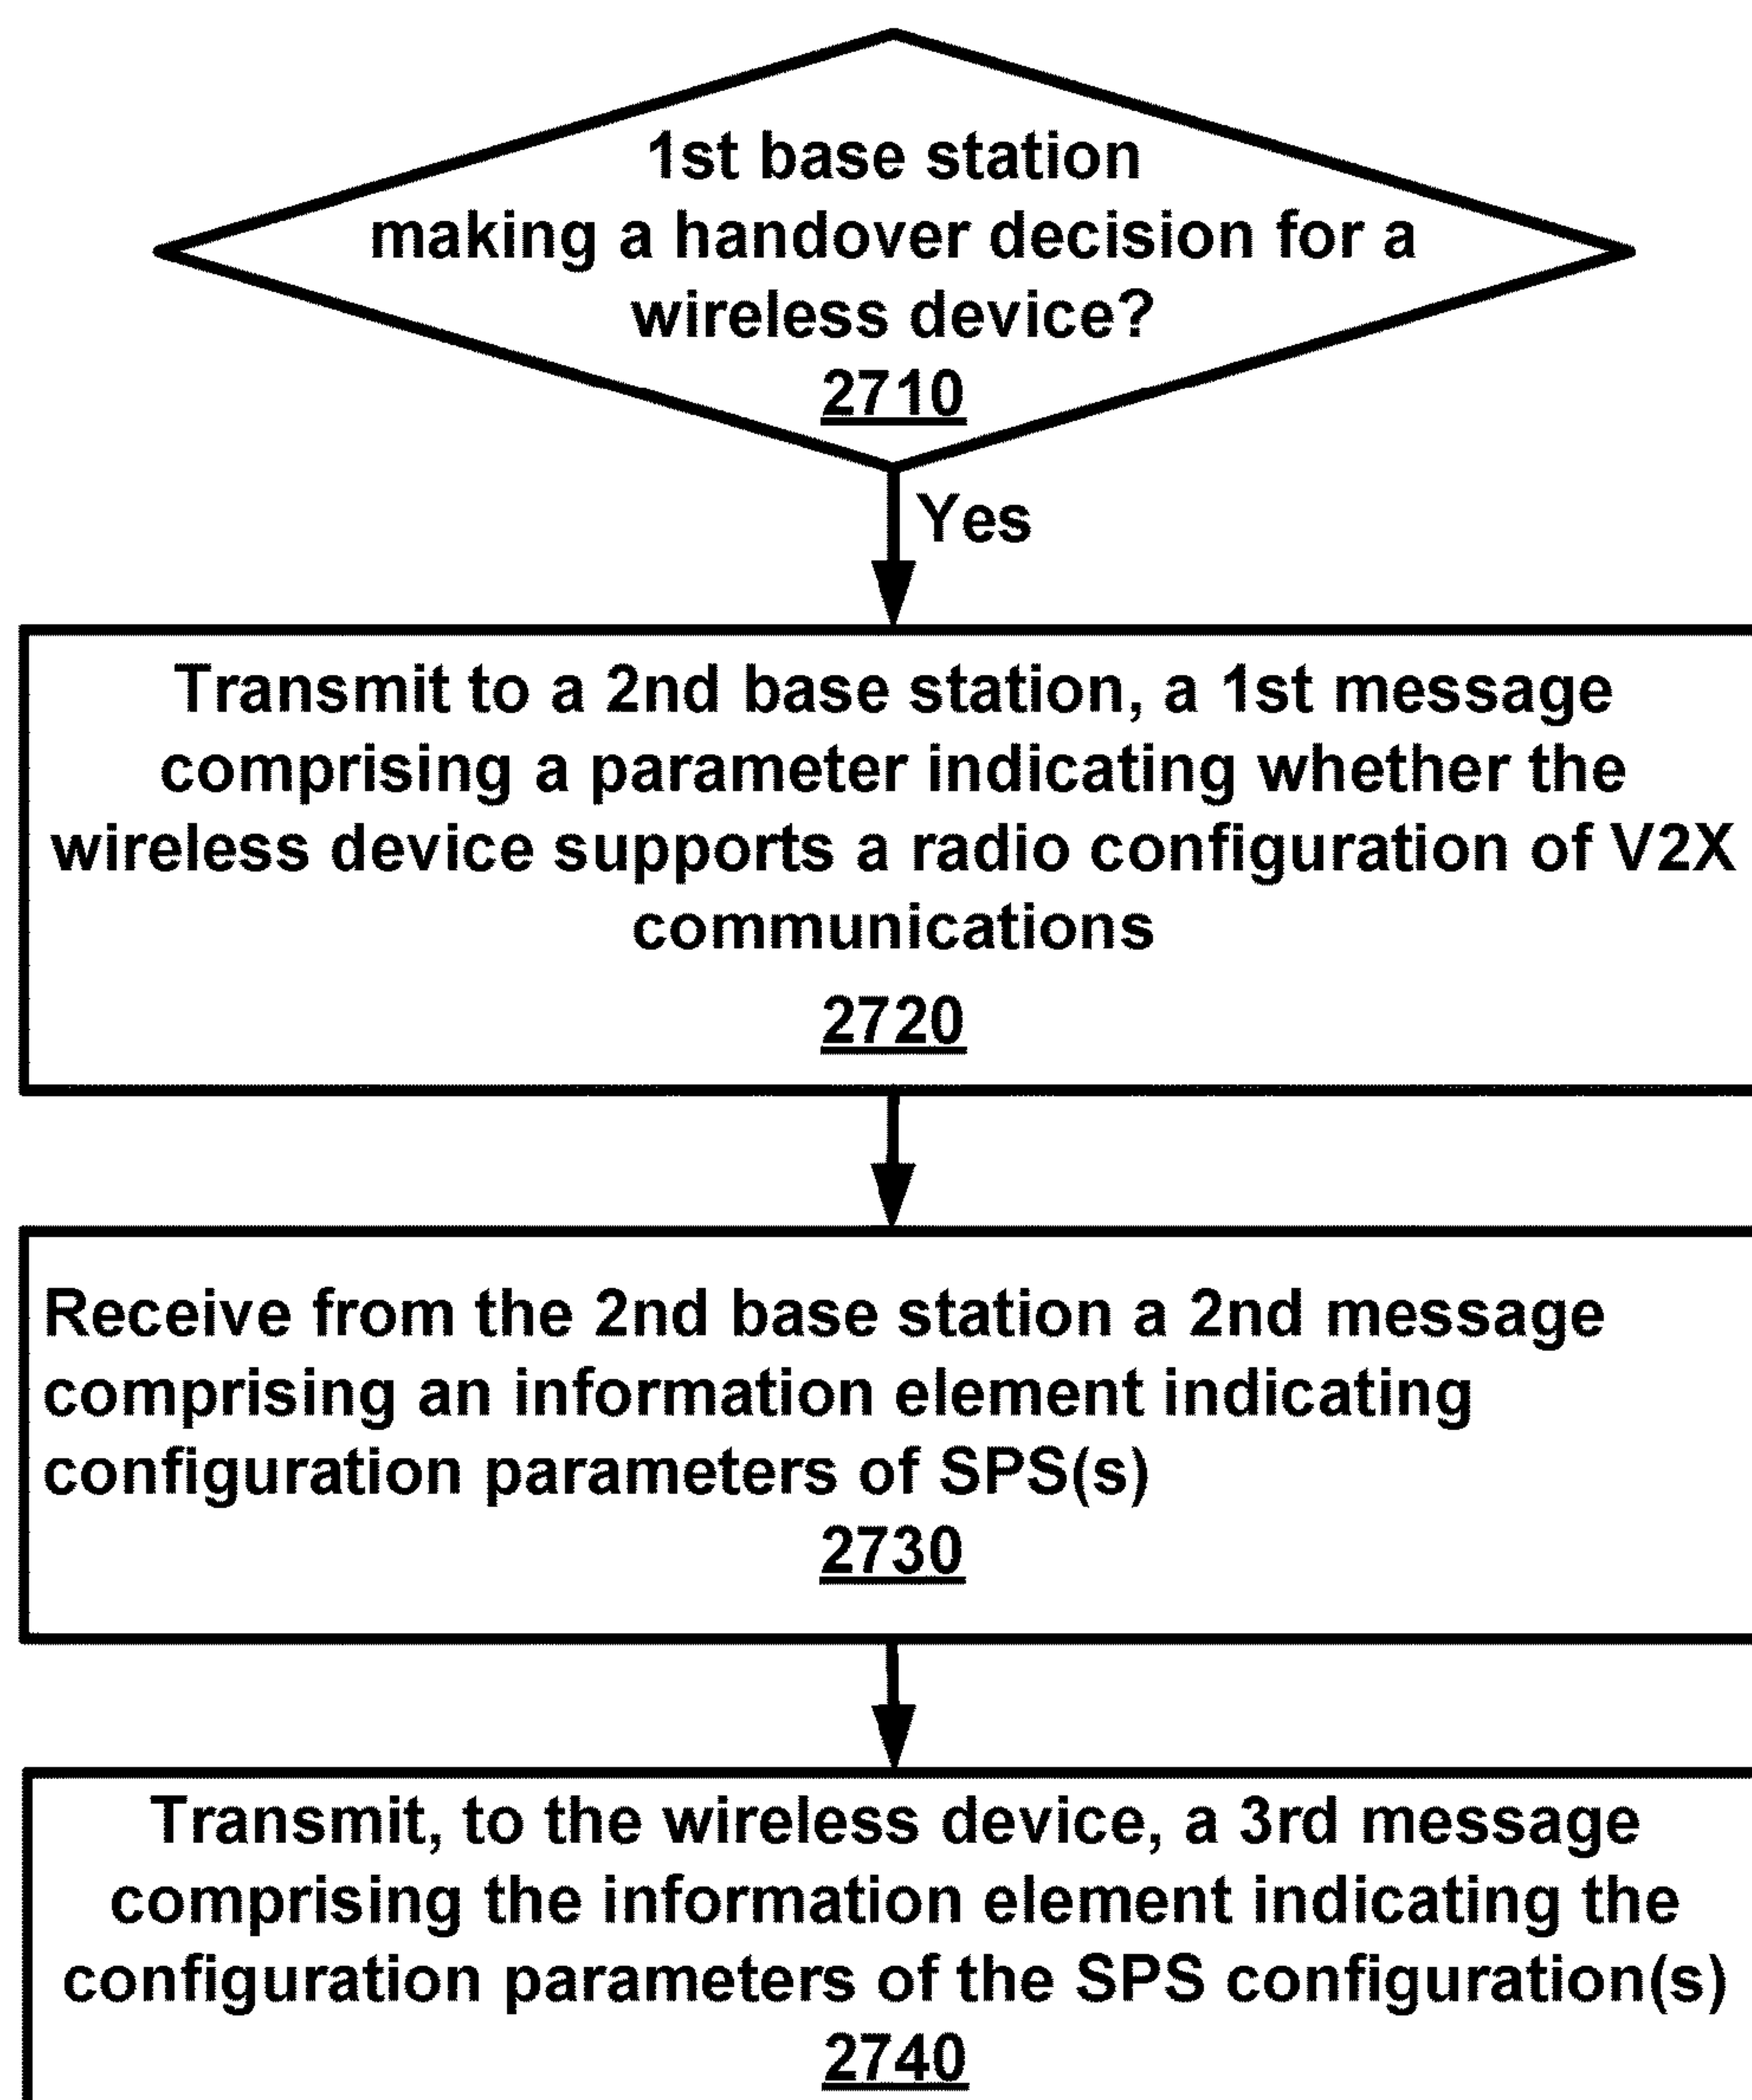 1st base station
making a handover decision for a
wireless device?
2710
Yes
Transmit to a 2nd base station, a 1st message
comprising a parameter indicating whether the
wireless device supports a radio configuration of V2X
communications
2720
Receive from the 2nd base station a 2nd message
comprising an information element indicating
configuration parameters of SPS(s)
2730
Transmit, to the wireless device, a 3rd message
comprising the information element indicating the
configuration parameters of the SPS configuration(s)
2740